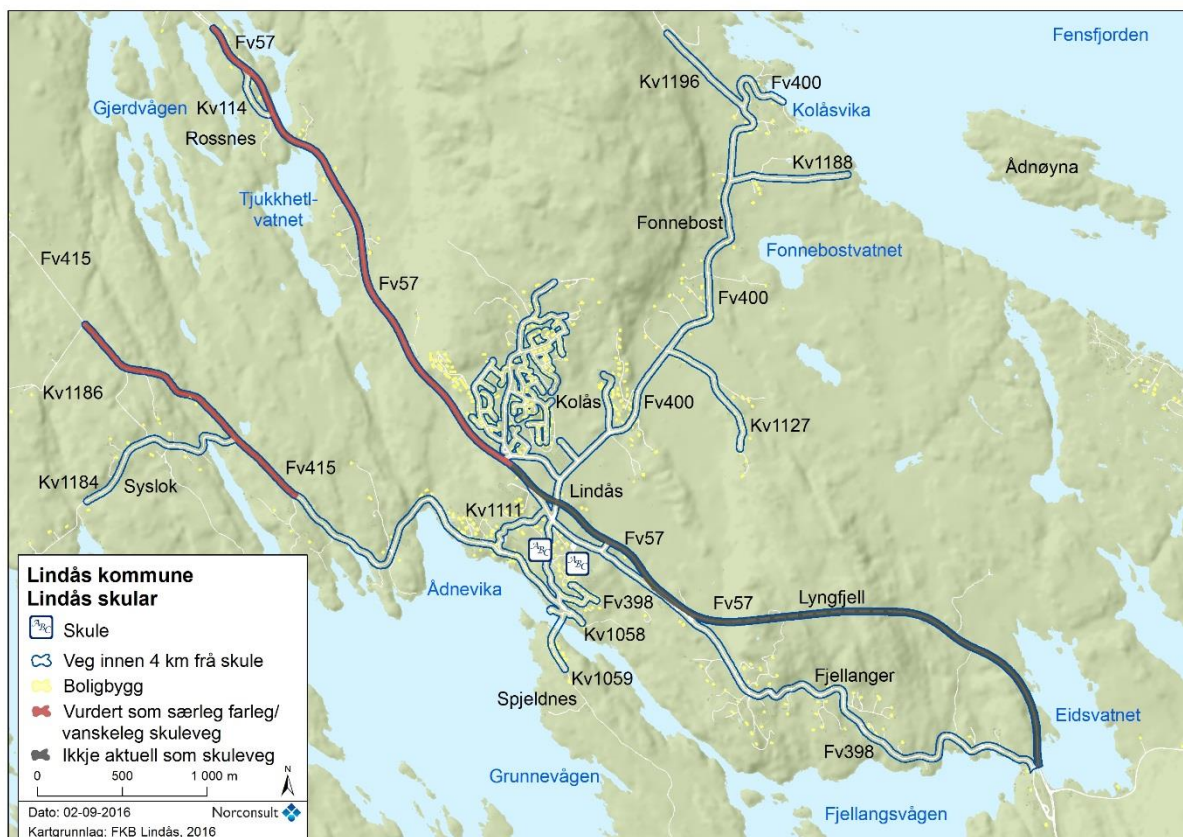 Fensfjorden
Fv57
Kv1196
Fv400
Gjerdvågen
Kv114
Kolåsvika
Rossnes
Kv1188
Ådnøyna
Tjukkhetl-
vatnet
Fonnebost
Fonnebostvatnet
Fv415
Fv57
Fv400
Kv1186
Kolås
Fv400
Kv1127
Fv415
Kv1184
Syslok
Lindås
Kv1111
Fv57
ABC
ABC
Ådnevika
Fv398
Fv57
Lyngfjell
Kv1058
Kv1059
Fjellanger
Spjeldnes
Eidsvatnet
Fv398
Grunnevågen
Fjellangsvågen
Lindås kommune
Lindås skular
ABC Skule
Veg innen 4 km frå skule
Boligbygg
Vurdert som særleg farleg/
vanskeleg skuleveg
Ikkje aktuell som skuleveg
0 500 1 000 m
N
Dato: 02-09-2016 Norconsult
Kartgrunnlag: FKB Lindås, 2016